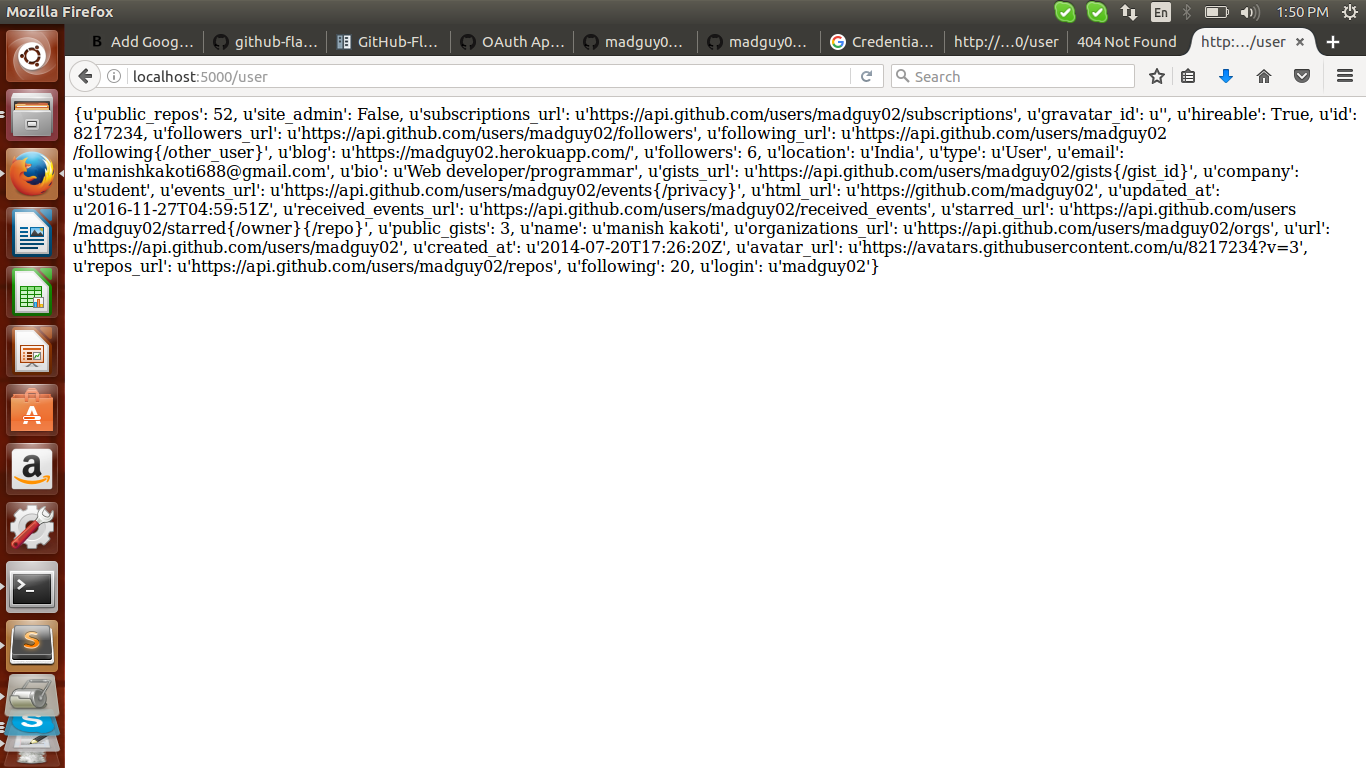 Mozilla Firefox
En
1:50 PM
B Add Goog...
github-fla...
GitHub-Fl...
OAuth Ap...
madguy0...
madguy0...
Credentia...
http://...0/user
404 Not Found
http:.../user
localhost:5000/user
Search
{u'public_repos': 52, u'site_admin': False, u'subscriptions_url': u'https://api.github.com/users/madguy02/subscriptions', u'gravatar_id': u'', u'hireable': True, u'id':
8217234, u'followers_url': u'https://api.github.com/users/madguy02/followers', u'following_url': u'https://api.github.com/users/madguy02
/following{/other_user}', u'blog': u'https://madguy02.herokuapp.com/', u'followers': 6, u'location': u'India', u'type': u'User', u'email':
u'manishkakoti688@gmail.com', u'bio': u'Web developer/programmar', u'gists_url': u'https://api.github.com/users/madguy02/gists{/gist_id}', u'company':
u'student', u'events_url': u'https://api.github.com/users/madguy02/events{/privacy}', u'html_url': u'https://github.com/madguy02', u'updated_at':
u'2016-11-27T04:59:51Z', u'received_events_url': u'https://api.github.com/users/madguy02/received_events', u'starred_url': u'https://api.github.com/users
/madguy02/starred{/owner}{/repo}', u'public_gists': 3, u'name': u'manish kakoti', u'organizations_url': u'https://api.github.com/users/madguy02/orgs', u'url':
u'https://api.github.com/users/madguy02', u'created_at': u'2014-07-20T17:26:20Z', u'avatar_url': u'https://avatars.githubusercontent.com/u/8217234?v=3',
u'repos_url': u'https://api.github.com/users/madguy02/repos', u'following': 20, u'login': u'madguy02'}